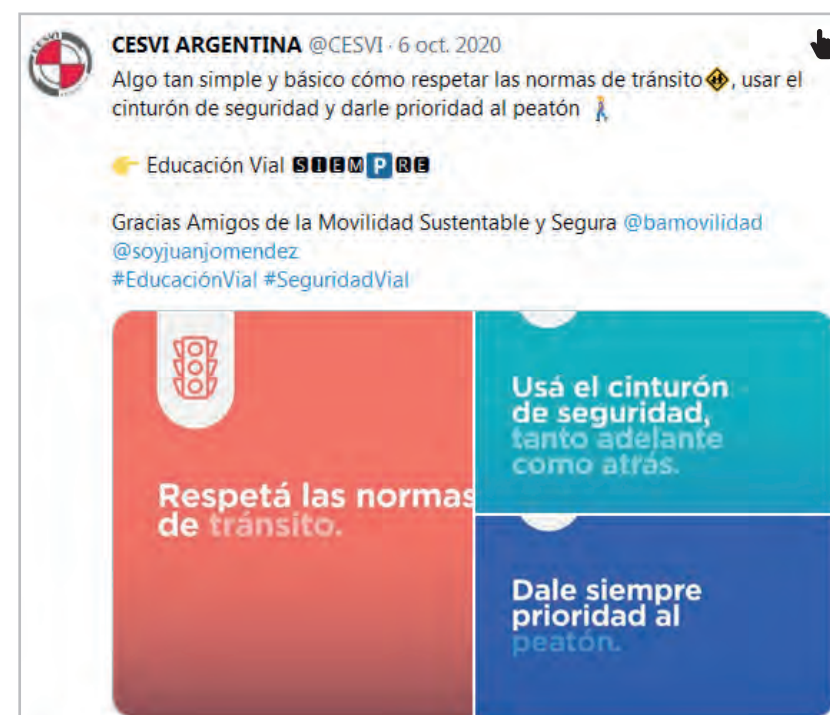 CESVI ARGENTINA @CESVI · 6 oct. 2020
Algo tan simple y básico cómo respetar las normas de tránsito🚸, usar el
cinturón de seguridad y darle prioridad al peatón 🚶
👉 Educación Vial 🆂🅸🅴🅼🅿🆁🅴
Gracias Amigos de la Movilidad Sustentable y Segura @bamovilidad
@soyjuanjomendez
#EducaciónVial #SeguridadVial
Respetá las normas
de tránsito.
Usá el cinturón
de seguridad,
tanto adelante
como atrás.
Dale siempre
prioridad al
peatón.